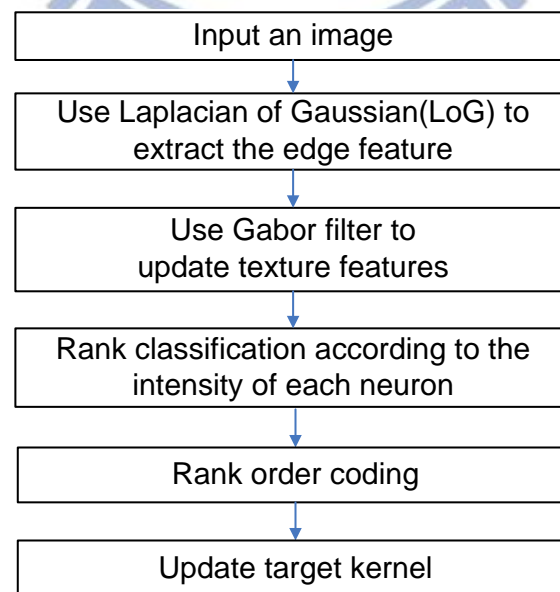 Input an image
Use Laplacian of Gaussian(LoG) to
extract the edge feature
Use Gabor filter to
update texture features
Rank classification according to the
intensity of each neuron
Rank order coding
Update target kernel